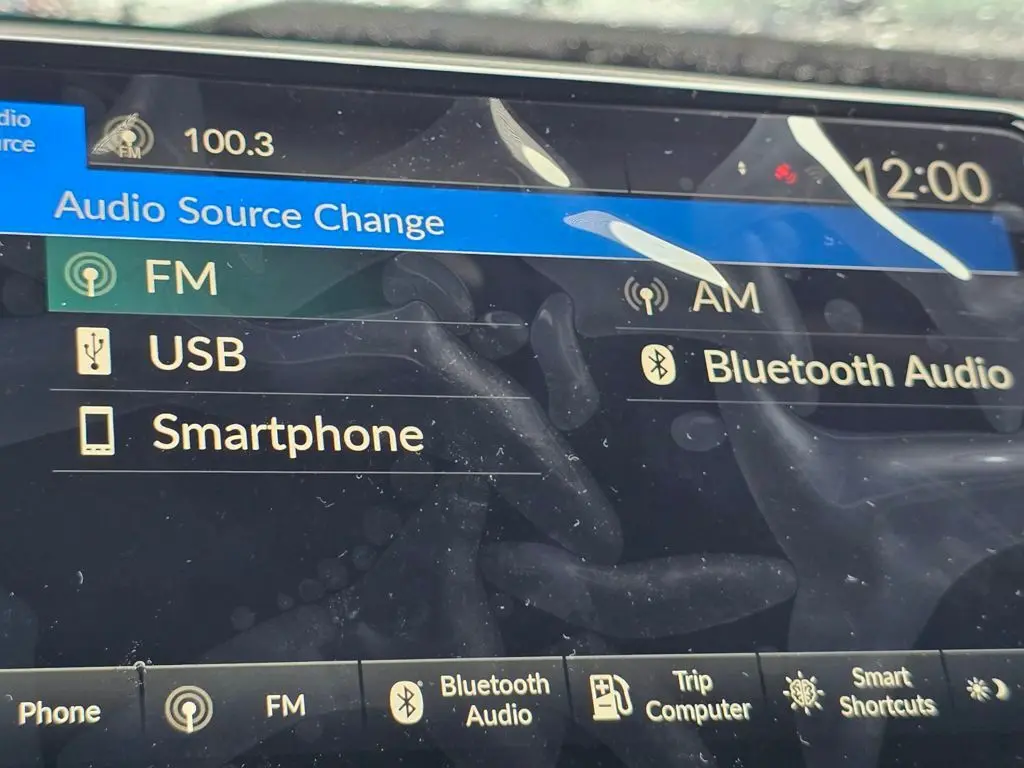 dio
rce
FM
100.3
12:00
Audio Source Change
FM
AM
USB
Bluetooth Audio
Smartphone
Phone
FM
Bluetooth
Audio
Trip
Computer
Smart
Shortcuts